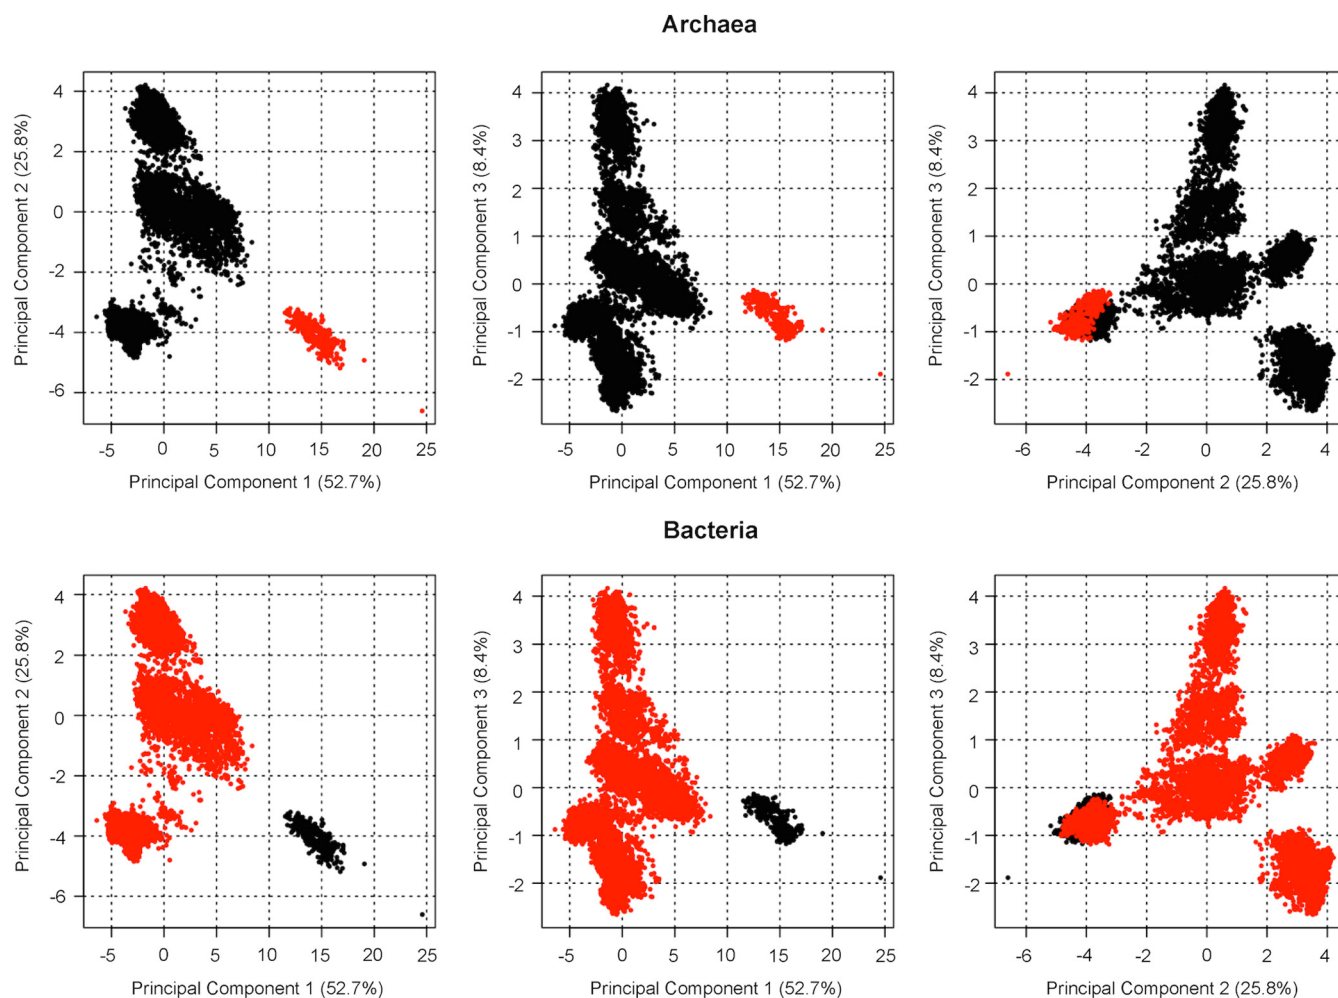 Archaea
Principal Component 2 (25.8%)
4
2
0
-2
-4
-6
-5 0 5 10 15 20 25
Principal Component 1 (52.7%)
Principal Component 3 (8.4%)
4
3
2
1
0
-1
-2
-5 0 5 10 15 20 25
Principal Component 1 (52.7%)
Principal Component 3 (8.4%)
4
3
2
1
0
-1
-2
-6 -4 -2 0 2 4
Principal Component 2 (25.8%)
Bacteria
Principal Component 2 (25.8%)
4
2
0
-2
-4
-6
-5 0 5 10 15 20 25
Principal Component 1 (52.7%)
Principal Component 3 (8.4%)
4
3
2
1
0
-1
-2
-5 0 5 10 15 20 25
Principal Component 1 (52.7%)
Principal Component 3 (8.4%)
4
3
2
1
0
-1
-2
-6 -4 -2 0 2 4
Principal Component 2 (25.8%)